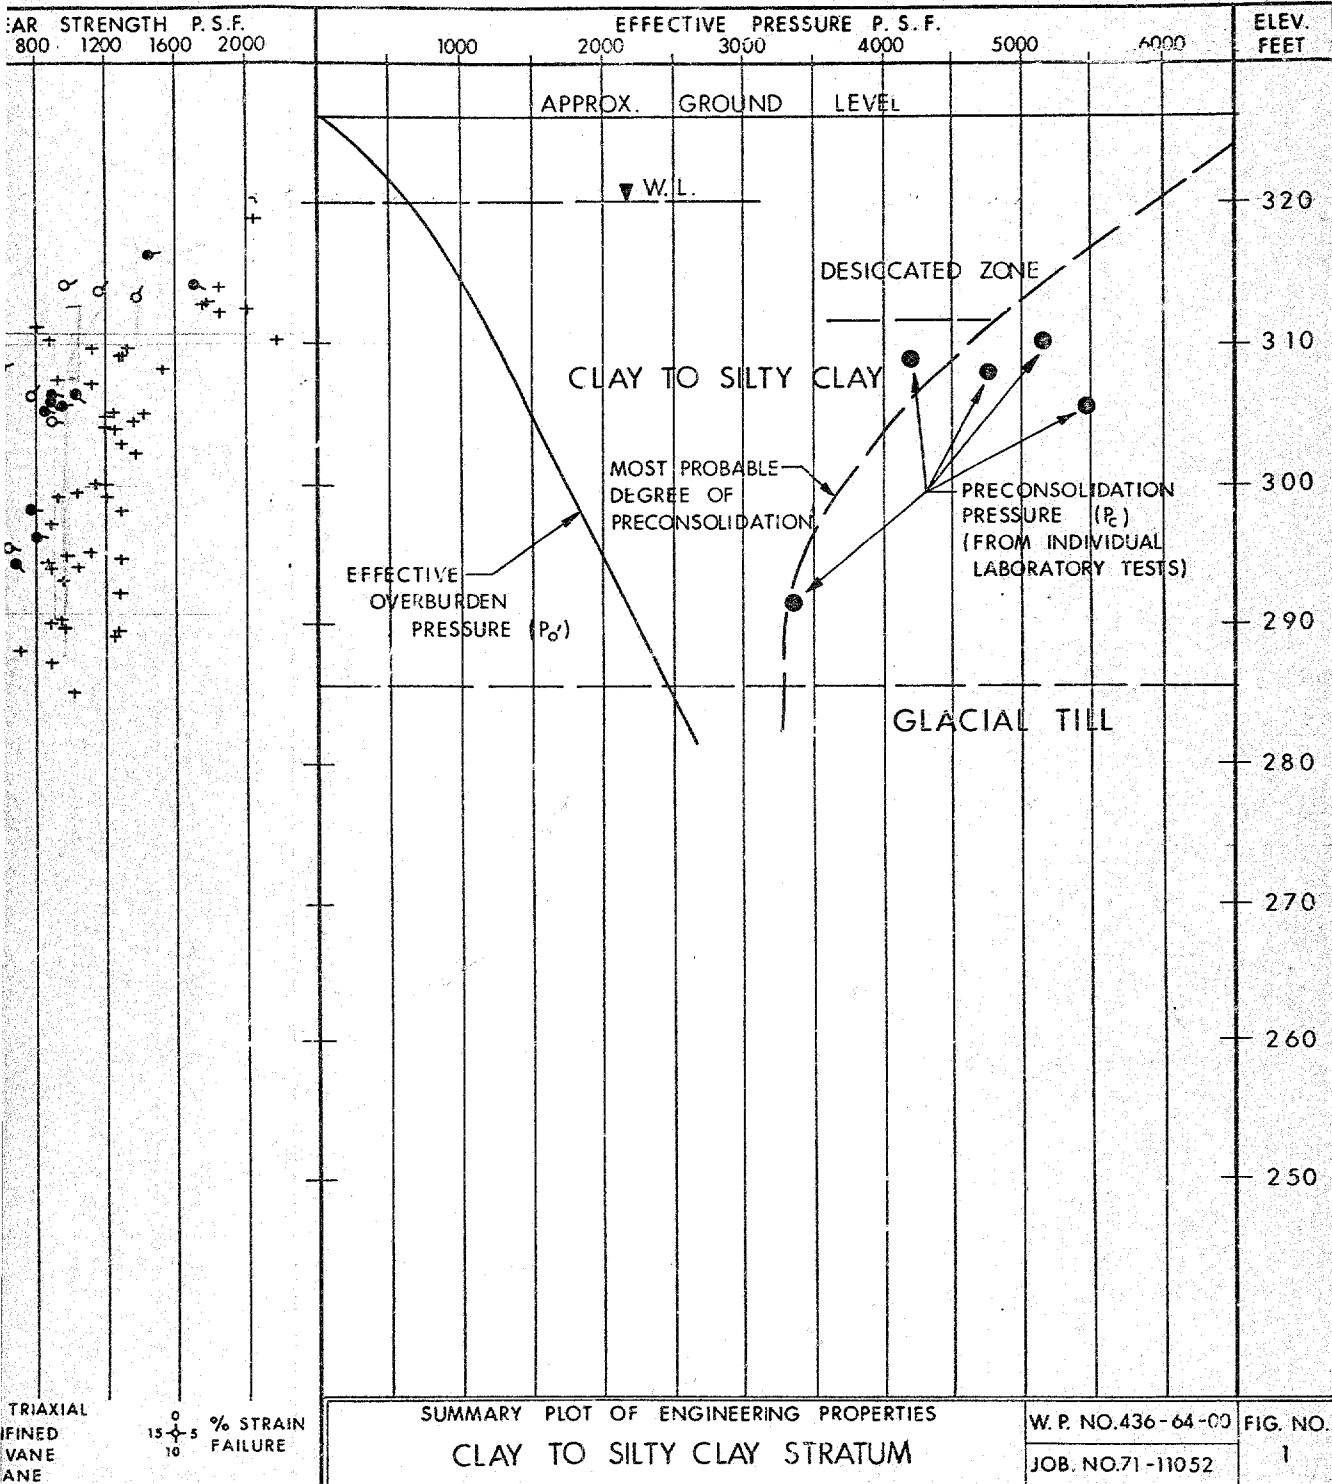 EAR STRENGTH P.S.F.
800 1200 1600 2000
EFFECTIVE PRESSURE P.S.F.
1000 2000 3000 4000 5000 6000
ELEV.
FEET
APPROX. GROUND LEVEL
W.L.
320
DESICCATED ZONE
310
CLAY TO SILTY CLAY
MOST PROBABLE
DEGREE OF
PRECONSOLIDATION
300
PRECONSOLIDATION
PRESSURE (Pc)
(FROM INDIVIDUAL
LABORATORY TESTS)
EFFECTIVE
OVERBURDEN
PRESSURE (Po')
290
GLACIAL TILL
280
270
260
250
TRIAXIAL
IFINED
VANE
ANE
0
15 5
10
% STRAIN
FAILURE
SUMMARY PLOT OF ENGINEERING PROPERTIES
CLAY TO SILTY CLAY STRATUM
W.P. NO.436-64-00
JOB. NO.71-11052
FIG. NO.
1